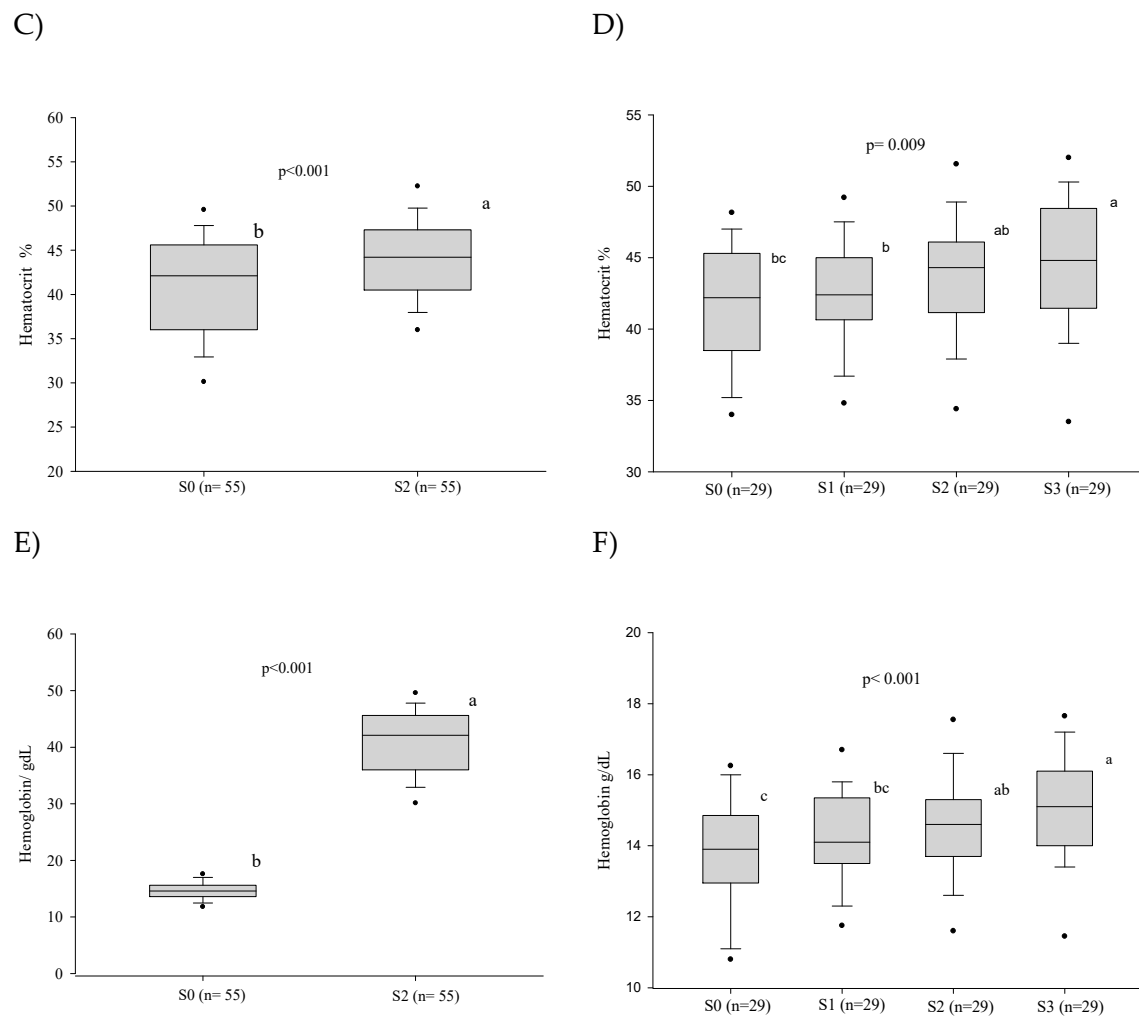 C)
60
55
50
45
40
35
30
25
20
Hematocrit %
p<0.001
b
a
S0 (n= 55)
S2 (n= 55)
D)
55
50
45
40
35
30
Hematocrit %
p= 0.009
bc
b
ab
a
S0 (n=29)
S1 (n=29)
S2 (n=29)
S3 (n=29)
E)
60
50
40
30
20
10
0
Hemoglobin/ gdL
p<0.001
b
a
S0 (n= 55)
S2 (n= 55)
F)
20
18
16
14
12
10
Hemoglobin g/dL
p< 0.001
c
bc
ab
a
S0 (n=29)
S1 (n=29)
S2 (n=29)
S3 (n=29)